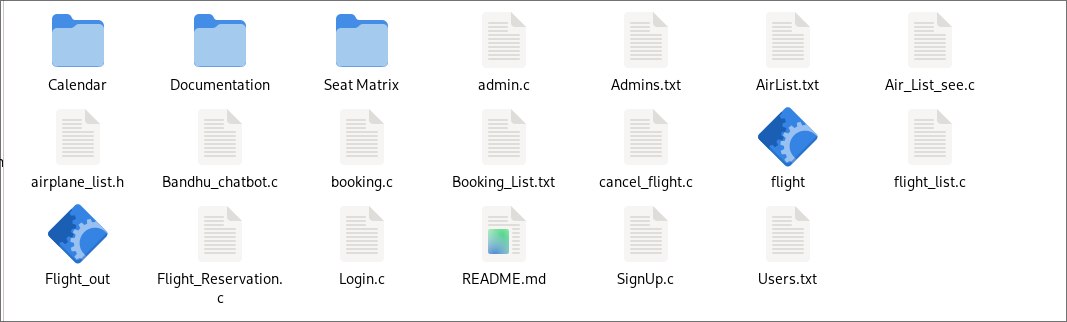 Calendar
Documentation
Seat Matrix
admin.c
Admins.txt
AirList.txt
Air_List_see.c
airplane_list.h
Bandhu_chatbot.c
booking.c
Booking_List.txt
cancel_flight.c
flight
flight_list.c
Flight_out
Flight_Reservation.
c
Login.c
README.md
SignUp.c
Users.txt